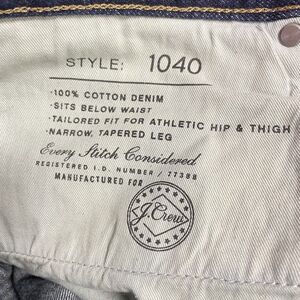 STYLE: 1040
·100% COTTON DENIM
·SITS BELOW WAIST
·TAILORED FIT FOR ATHLETIC HIP & THIGH
·NARROW, TAPERED LEG
Every Stitch Considered
REGISTERED I.D. NUMBER / 77388
MANUFACTURED FOR
J.Crew